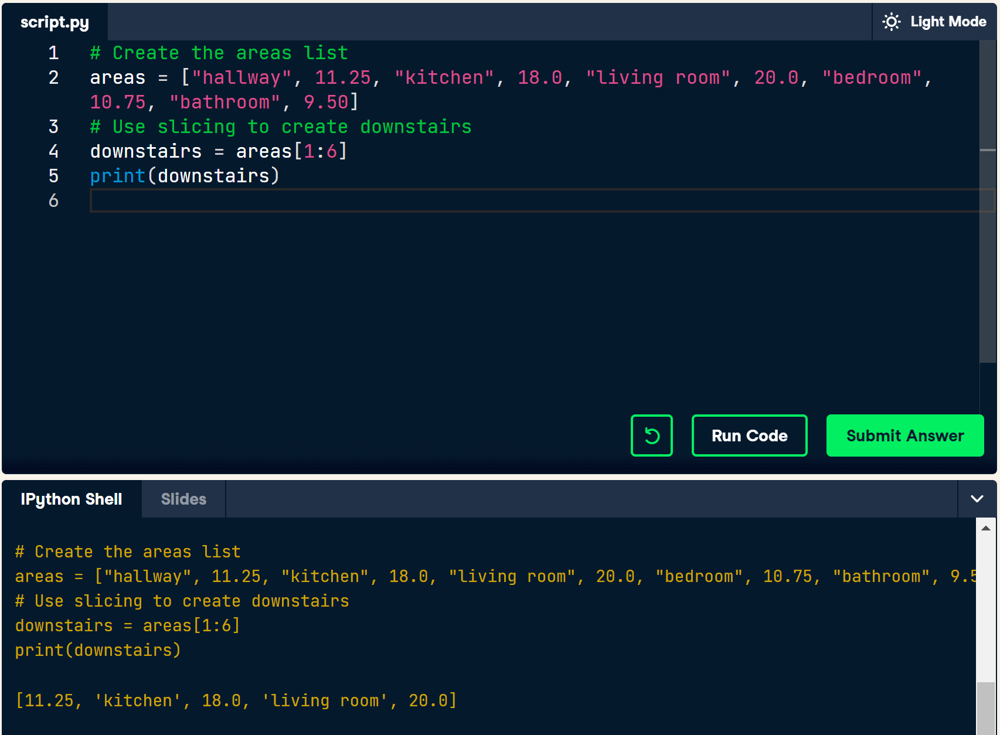 script.py
Light Mode
1 # Create the areas list
2 areas = ["hallway", 11.25, "kitchen", 18.0, "living room", 20.0, "bedroom",
10.75, "bathroom", 9.50]
3 # Use slicing to create downstairs
4 downstairs = areas[1:6]
5 print(downstairs)
6
Run Code
Submit Answer
IPython Shell
Slides
# Create the areas list
areas = ["hallway", 11.25, "kitchen", 18.0, "living room", 20.0, "bedroom", 10.75, "bathroom", 9.5
# Use slicing to create downstairs
downstairs = areas[1:6]
print(downstairs)
[11.25, 'kitchen', 18.0, 'living room', 20.0]